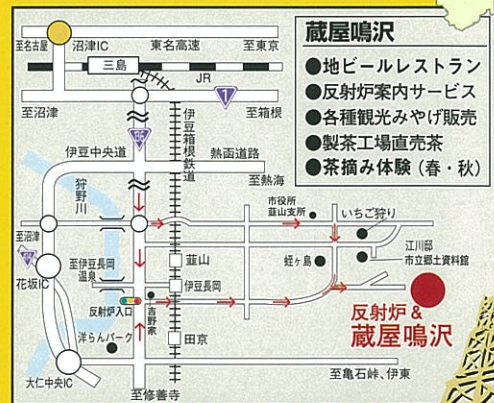 至名古屋
沼津IC
東名高速
至東京
三島
JR
至沼津
1
至箱根
136
伊豆中央道
伊豆箱根鉄道
熱函道路
至熱海
狩野川
市役所
韮山支所
いちご狩り
至沼津
江川邸
市立郷土資料館
蛭ヶ島
韮山
花坂IC
至伊豆長岡
温泉
伊豆長岡
反射炉入口
吉野家
反射炉&
蔵屋鳴沢
洋らんパーク
田京
大仁中央IC
至修善寺
至亀石峠、伊東
蔵屋鳴沢
●地ビールレストラン
●反射炉案内サービス
●各種観光みやげ販売
●製茶工場直売茶
●茶摘み体験(春・秋)